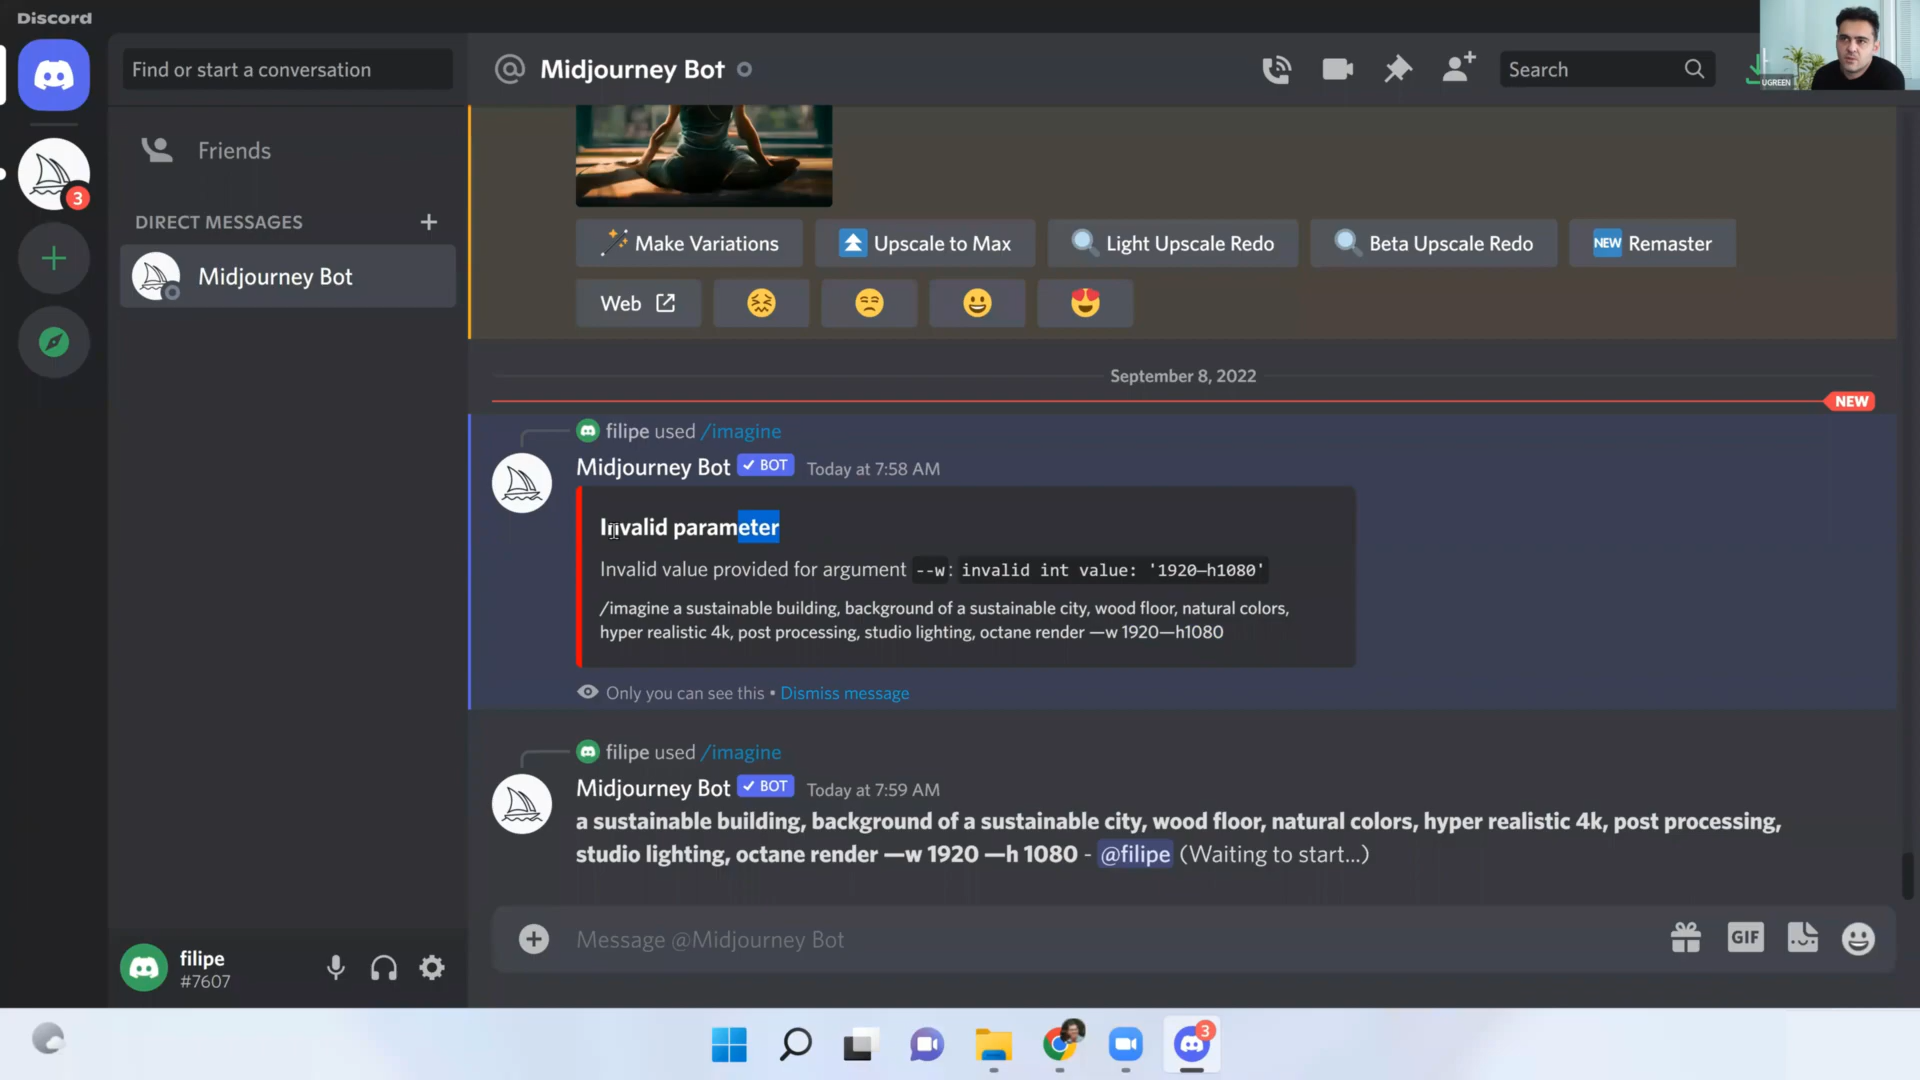 Discord
Find or start a conversation
Midjourney Bot
Search
UGREEN
Friends
3
DIRECT MESSAGES
Midjourney Bot
Make Variations
Upscale to Max
Light Upscale Redo
Beta Upscale Redo
NEW Remaster
Web
September 8, 2022
NEW
filipe used /imagine
Midjourney Bot BOT Today at 7:58 AM
Invalid parameter
Invalid value provided for argument --w: invalid int value: '1920—h1080'
/imagine a sustainable building, background of a sustainable city, wood floor, natural colors,
hyper realistic 4k, post processing, studio lighting, octane render —w 1920—h1080
Only you can see this • Dismiss message
filipe used /imagine
Midjourney Bot BOT Today at 7:59 AM
a sustainable building, background of a sustainable city, wood floor, natural colors, hyper realistic 4k, post processing,
studio lighting, octane render —w 1920 —h 1080 - @filipe (Waiting to start...)
Message @Midjourney Bot
GIF
filipe
#7607
3